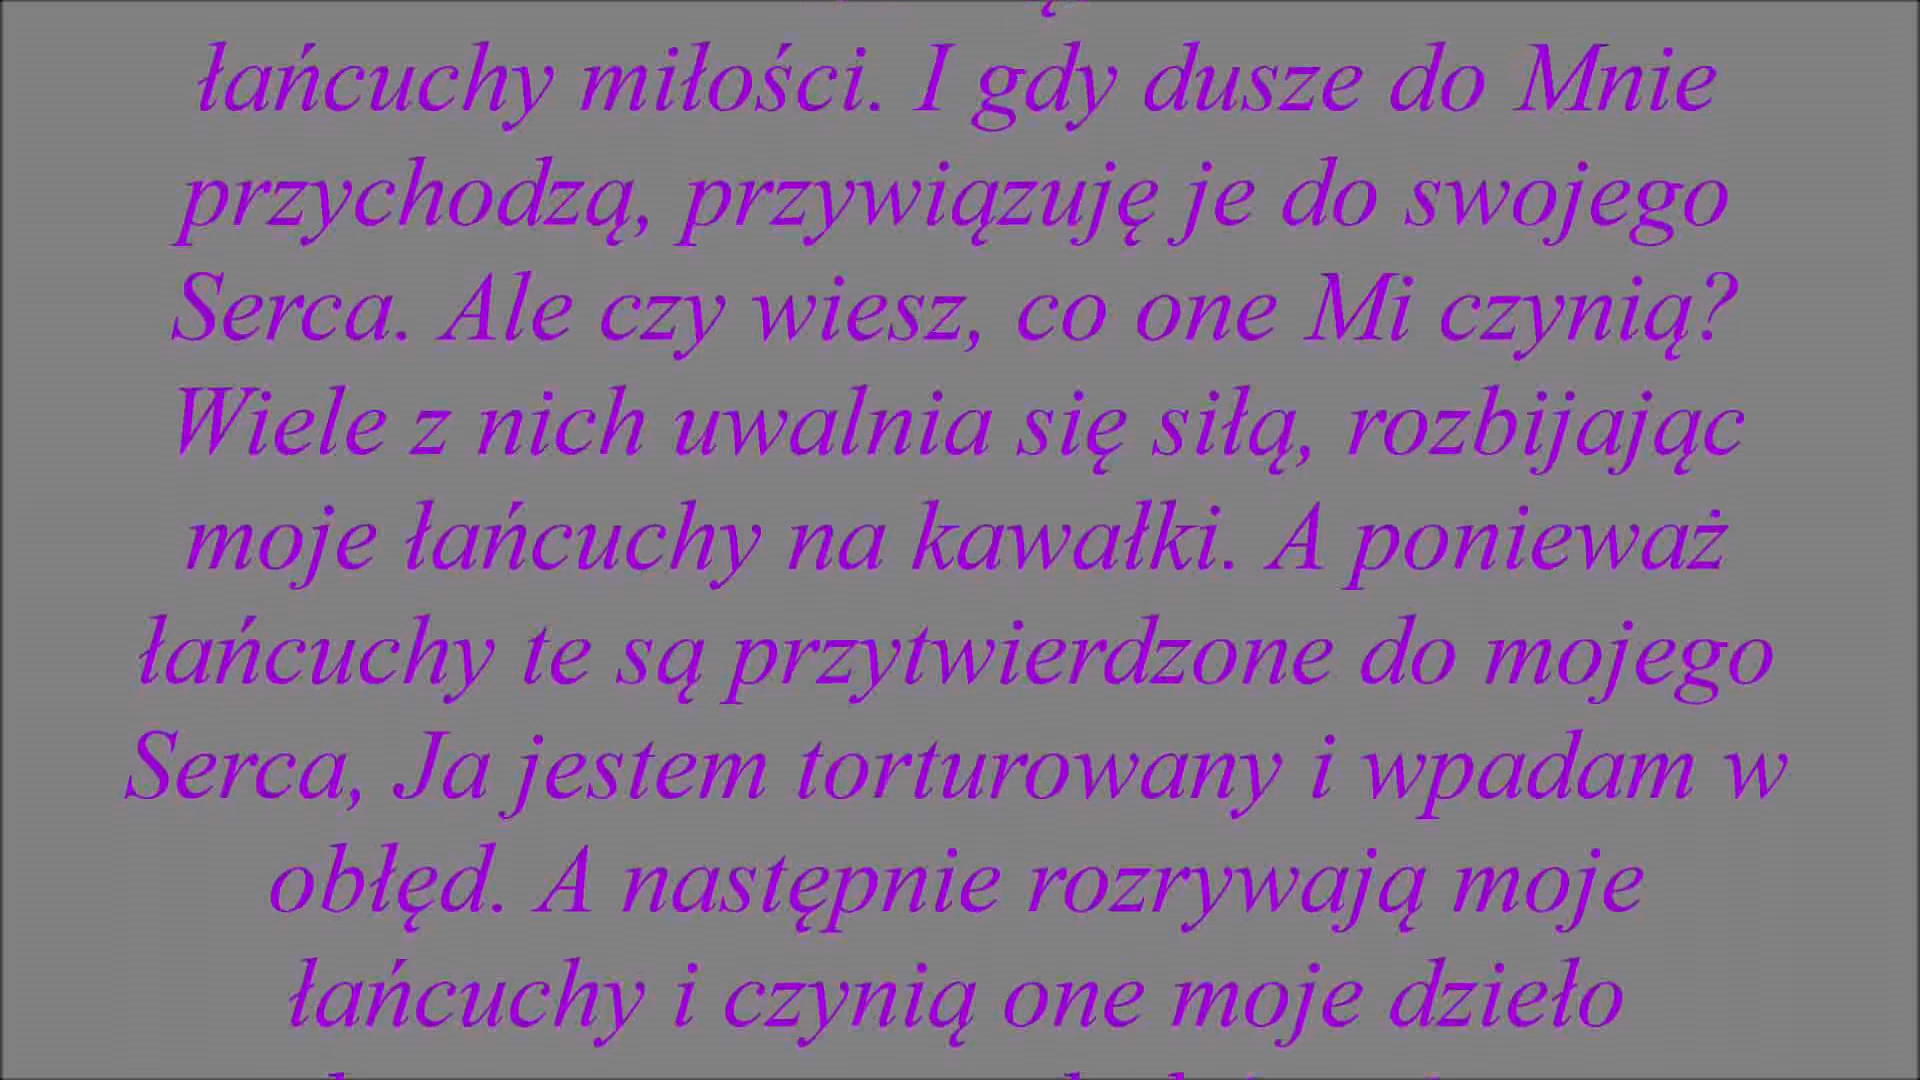 łańcuchy miłości. I gdy dusze do Mnie
przychodzą, przywiązuję je do swojego
Serca. Ale czy wiesz, co one Mi czynią?
Wiele z nich uwalnia się siłą, rozbijając
moje łańcuchy na kawałki. A ponieważ
łańcuchy te są przytwierdzone do mojego
Serca, Ja jestem torturowany i wpadam w
obłęd. A następnie rozrywają moje
łańcuchy i czynią one moje dzieło